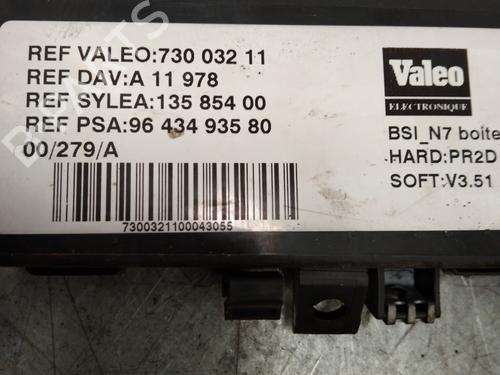 REF VALEO:730 032 11
REF DAV:A 11 978
REF SYLEA:135 854 00
REF PSA:96 434 935 80
00/279/A
7300321100043055
Valeo
ELECTRONIQUE
BSI_N7 boite
HARD:PR2D
SOFT:V3.51